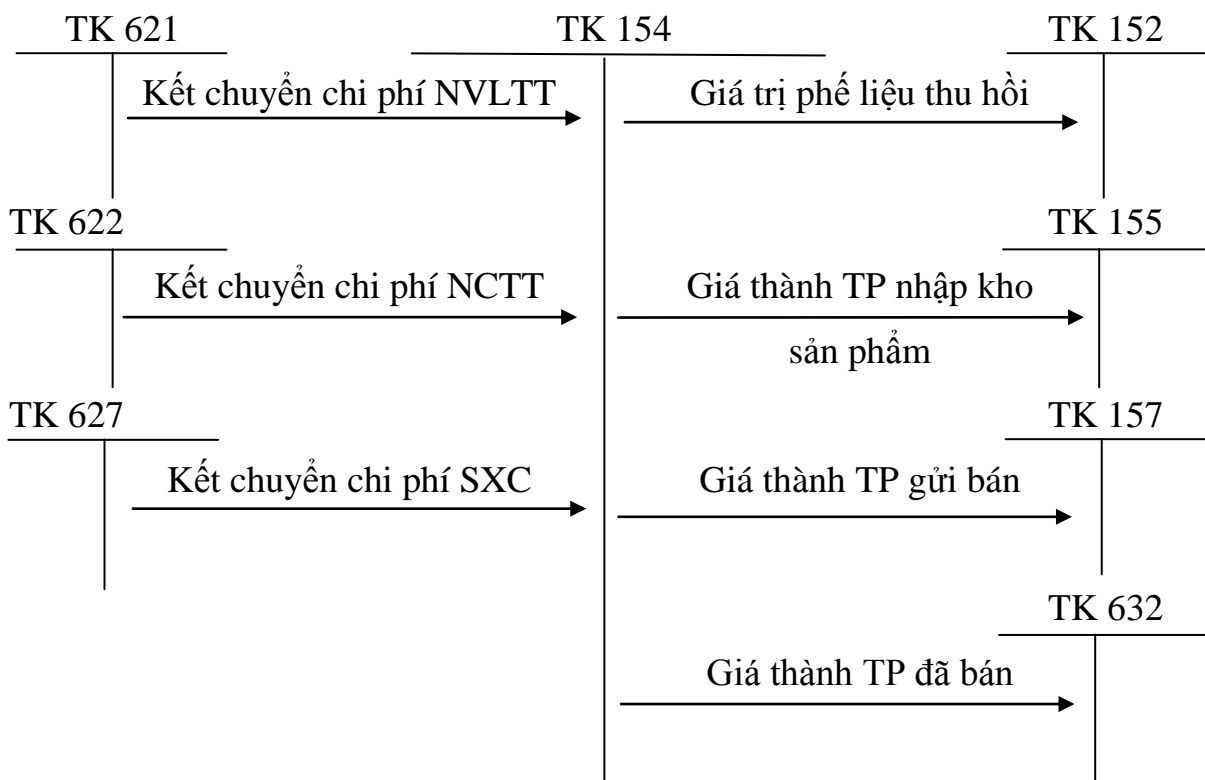 TK 621
TK 154
TK 152
Kết chuyển chi phí NVLTT
Giá trị phế liệu thu hồi
TK 622
TK 155
Kết chuyển chi phí NCTT
Giá thành TP nhập kho
sản phẩm
TK 627
TK 157
Kết chuyển chi phí SXC
Giá thành TP gửi bán
TK 632
Giá thành TP đã bán